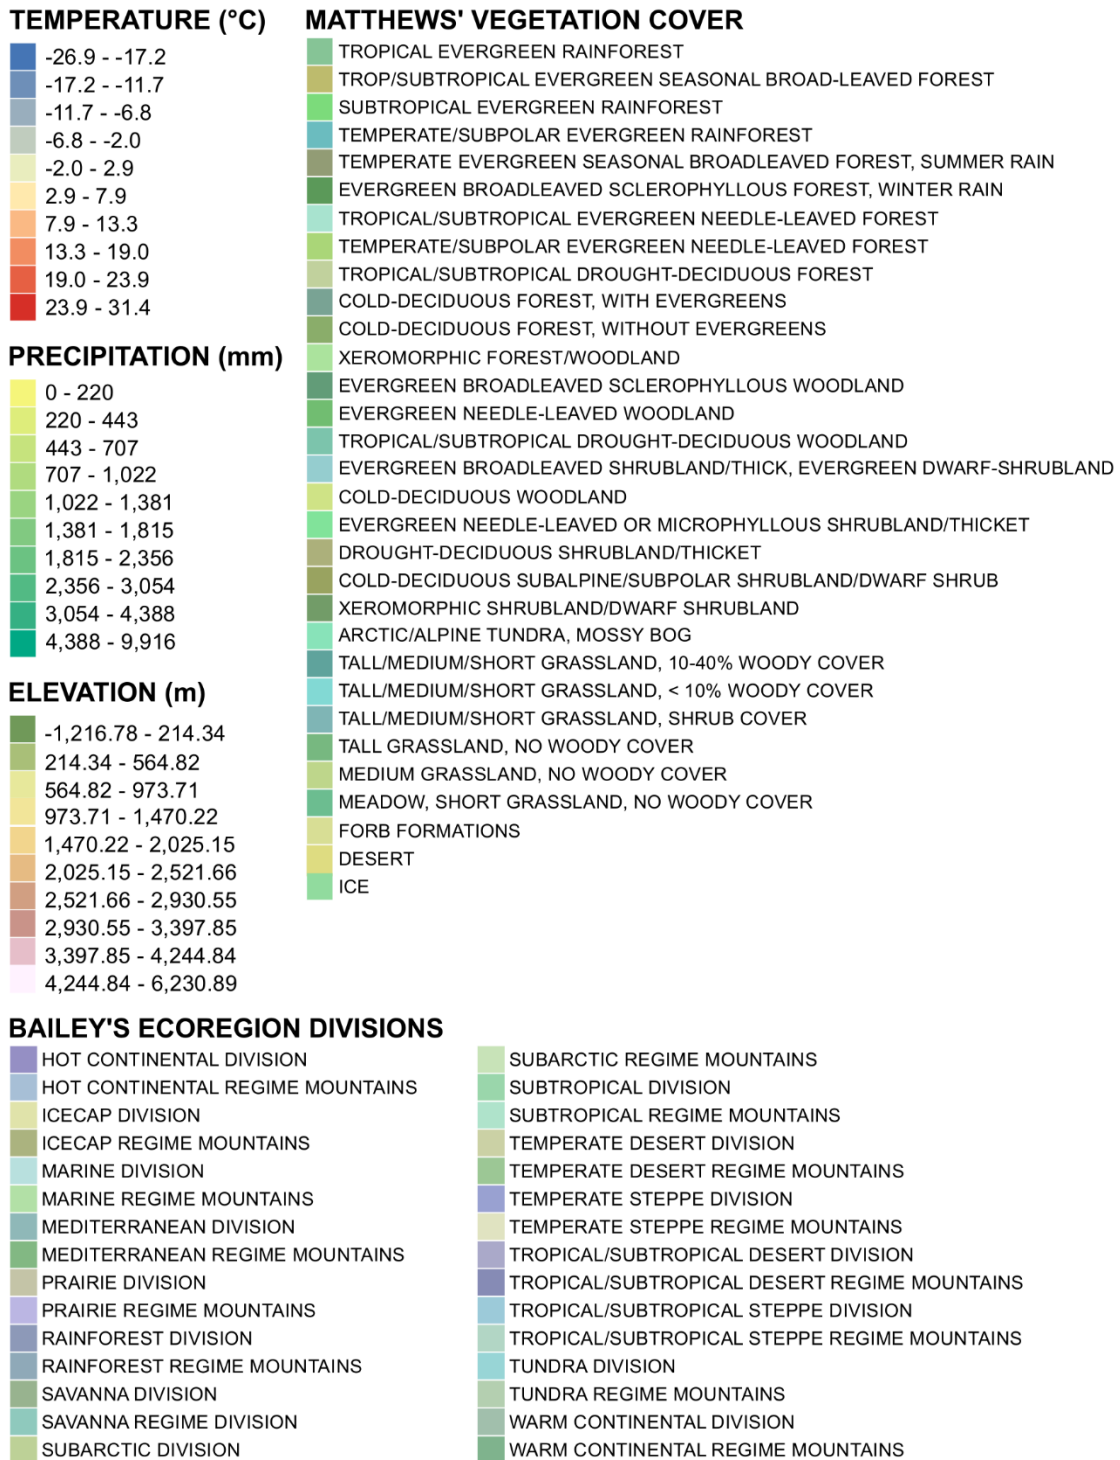 TEMPERATURE (°C)
-26.9 - -17.2
-17.2 - -11.7
-11.7 - -6.8
-6.8 - -2.0
-2.0 - 2.9
2.9 - 7.9
7.9 - 13.3
13.3 - 19.0
19.0 - 23.9
23.9 - 31.4
PRECIPITATION (mm)
0 - 220
220 - 443
443 - 707
707 - 1,022
1,022 - 1,381
1,381 - 1,815
1,815 - 2,356
2,356 - 3,054
3,054 - 4,388
4,388 - 9,916
ELEVATION (m)
-1,216.78 - 214.34
214.34 - 564.82
564.82 - 973.71
973.71 - 1,470.22
1,470.22 - 2,025.15
2,025.15 - 2,521.66
2,521.66 - 2,930.55
2,930.55 - 3,397.85
3,397.85 - 4,244.84
4,244.84 - 6,230.89
MATTHEWS' VEGETATION COVER
TROPICAL EVERGREEN RAINFOREST
TROP/SUBTROPICAL EVERGREEN SEASONAL BROAD-LEAVED FOREST
SUBTROPICAL EVERGREEN RAINFOREST
TEMPERATE/SUBPOLAR EVERGREEN RAINFOREST
TEMPERATE EVERGREEN SEASONAL BROADLEAVED FOREST, SUMMER RAIN
EVERGREEN BROADLEAVED SCLEROPHYLLOUS FOREST, WINTER RAIN
TROPICAL/SUBTROPICAL EVERGREEN NEEDLE-LEAVED FOREST
TEMPERATE/SUBPOLAR EVERGREEN NEEDLE-LEAVED FOREST
TROPICAL/SUBTROPICAL DROUGHT-DECIDUOUS FOREST
COLD-DECIDUOUS FOREST, WITH EVERGREENS
COLD-DECIDUOUS FOREST, WITHOUT EVERGREENS
XEROMORPHIC FOREST/WOODLAND
EVERGREEN BROADLEAVED SCLEROPHYLLOUS WOODLAND
EVERGREEN NEEDLE-LEAVED WOODLAND
TROPICAL/SUBTROPICAL DROUGHT-DECIDUOUS WOODLAND
EVERGREEN BROADLEAVED SHRUBLAND/THICK, EVERGREEN DWARF-SHRUBLAND
COLD-DECIDUOUS WOODLAND
EVERGREEN NEEDLE-LEAVED OR MICROPHYLLOUS SHRUBLAND/THICKET
DROUGHT-DECIDUOUS SHRUBLAND/THICKET
COLD-DECIDUOUS SUBALPINE/SUBPOLAR SHRUBLAND/DWARF SHRUB
XEROMORPHIC SHRUBLAND/DWARF SHRUBLAND
ARCTIC/ALPINE TUNDRA, MOSSY BOG
TALL/MEDIUM/SHORT GRASSLAND, 10-40% WOODY COVER
TALL/MEDIUM/SHORT GRASSLAND, < 10% WOODY COVER
TALL/MEDIUM/SHORT GRASSLAND, SHRUB COVER
TALL GRASSLAND, NO WOODY COVER
MEDIUM GRASSLAND, NO WOODY COVER
MEADOW, SHORT GRASSLAND, NO WOODY COVER
FORB FORMATIONS
DESERT
ICE
BAILEY'S ECOREGION DIVISIONS
HOT CONTINENTAL DIVISION
HOT CONTINENTAL REGIME MOUNTAINS
ICECAP DIVISION
ICECAP REGIME MOUNTAINS
MARINE DIVISION
MARINE REGIME MOUNTAINS
MEDITERRANEAN DIVISION
MEDITERRANEAN REGIME MOUNTAINS
PRAIRIE DIVISION
PRAIRIE REGIME MOUNTAINS
RAINFOREST DIVISION
RAINFOREST REGIME MOUNTAINS
SAVANNA DIVISION
SAVANNA REGIME DIVISION
SUBARCTIC DIVISION
SUBARCTIC REGIME MOUNTAINS
SUBTROPICAL DIVISION
SUBTROPICAL REGIME MOUNTAINS
TEMPERATE DESERT DIVISION
TEMPERATE DESERT REGIME MOUNTAINS
TEMPERATE STEPPE DIVISION
TEMPERATE STEPPE REGIME MOUNTAINS
TROPICAL/SUBTROPICAL DESERT DIVISION
TROPICAL/SUBTROPICAL DESERT REGIME MOUNTAINS
TROPICAL/SUBTROPICAL STEPPE DIVISION
TROPICAL/SUBTROPICAL STEPPE REGIME MOUNTAINS
TUNDRA DIVISION
TUNDRA REGIME MOUNTAINS
WARM CONTINENTAL DIVISION
WARM CONTINENTAL REGIME MOUNTAINS